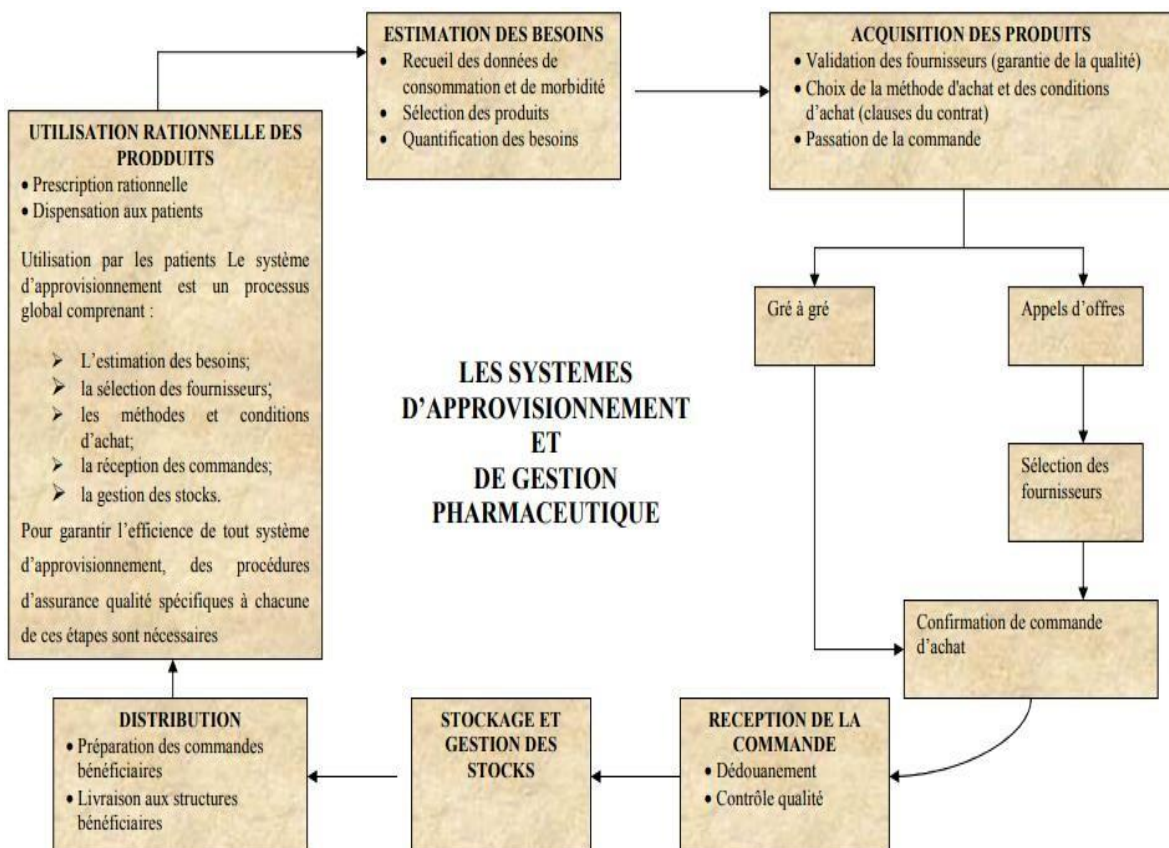 ESTIMATION DES BESOINS
• Recueil des données de
consommation et de morbidité
• Sélection des produits
• Quantification des besoins
ACQUISITION DES PRODUITS
• Validation des fournisseurs (garantie de la qualité)
• Choix de la méthode d'achat et des conditions
d'achat (clauses du contrat)
• Passation de la commande
UTILISATION RATIONNELLE DES
PRODDUITS
• Prescription rationnelle
• Dispensation aux patients
Utilisation par les patients Le système
d'approvisionnement est un processus
global comprenant :
➢ L'estimation des besoins;
➢ la sélection des fournisseurs;
➢ les méthodes et conditions
d'achat;
➢ la réception des commandes;
➢ la gestion des stocks.
Pour garantir l'efficience de tout système
d'approvisionnement, des procédures
d'assurance qualité spécifiques à chacune
de ces étapes sont nécessaires
Gré à gré
Appels d'offres
LES SYSTEMES
D'APPROVISIONNEMENT
ET
DE GESTION
PHARMACEUTIQUE
Sélection des
fournisseurs
Confirmation de commande
d'achat
RECEPTION DE LA
COMMANDE
• Dédouanement
• Contrôle qualité
STOCKAGE ET
GESTION DES
STOCKS
DISTRIBUTION
• Préparation des commandes
bénéficiaires
• Livraison aux structures
bénéficiaires